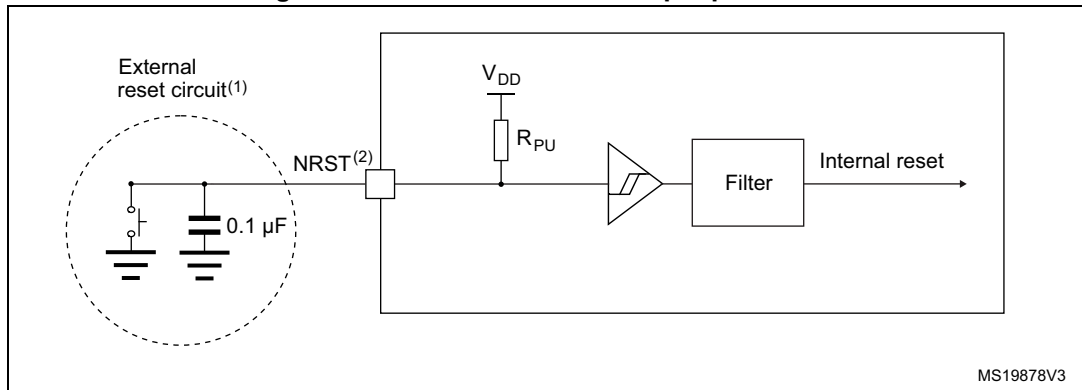 External
reset circuit(1)
VDD
RPU
NRST(2)
Internal reset
Filter
0.1 µF
MS19878V3